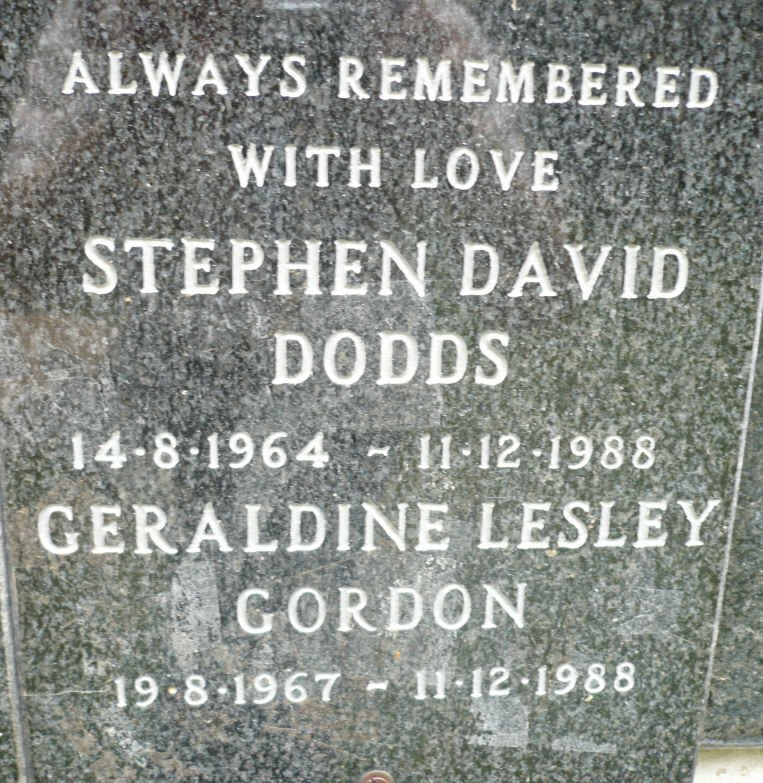 ALWAYS REMEMBERED
WITH LOVE
STEPHEN DAVID
DODDS
14·8·1964 ~ 11·12·1988
GERALDINE LESLEY
GORDON
19·8·1967 ~ 11·12·1988